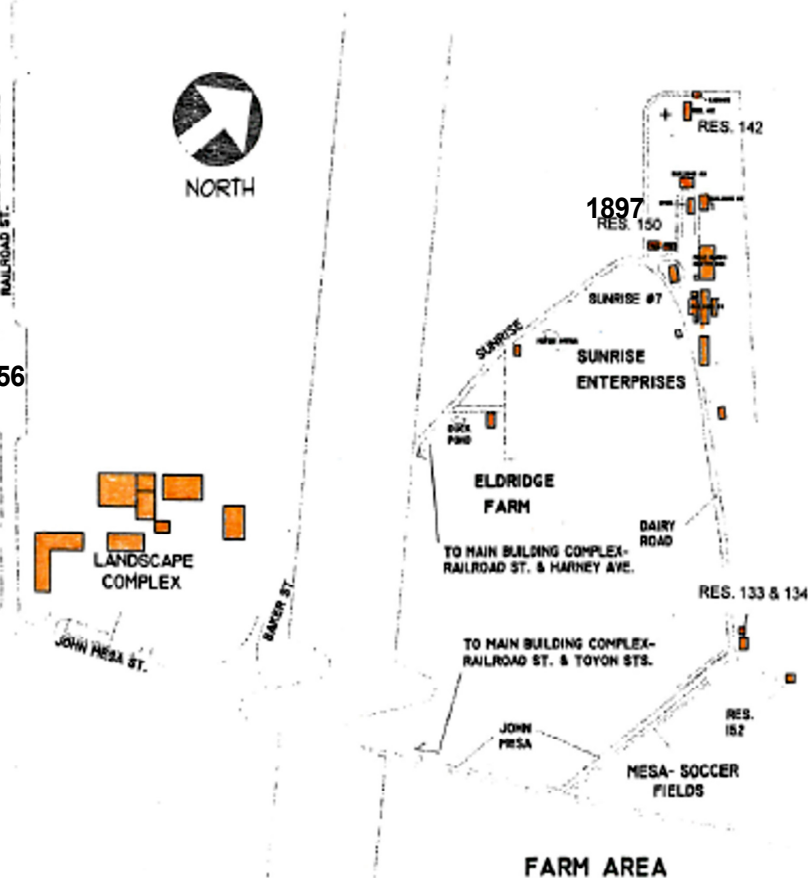 RAILROAD ST.
NORTH
RES. 142
1897
RES. 150
SUNRISE #7
SUNRISE
SUNRISE
ENTERPRISES
56
DUCK
POND
ELDRIDGE
FARM
DAIRY
ROAD
TO MAIN BUILDING COMPLEX-
RAILROAD ST. & HARNEY AVE.
LANDSCAPE
COMPLEX
RES. 133 & 134
BAKER ST.
JOHN MESA ST.
TO MAIN BUILDING COMPLEX-
RAILROAD ST. & TOYON STS.
RES.
152
JOHN
MESA
MESA- SOCCER
FIELDS
FARM AREA